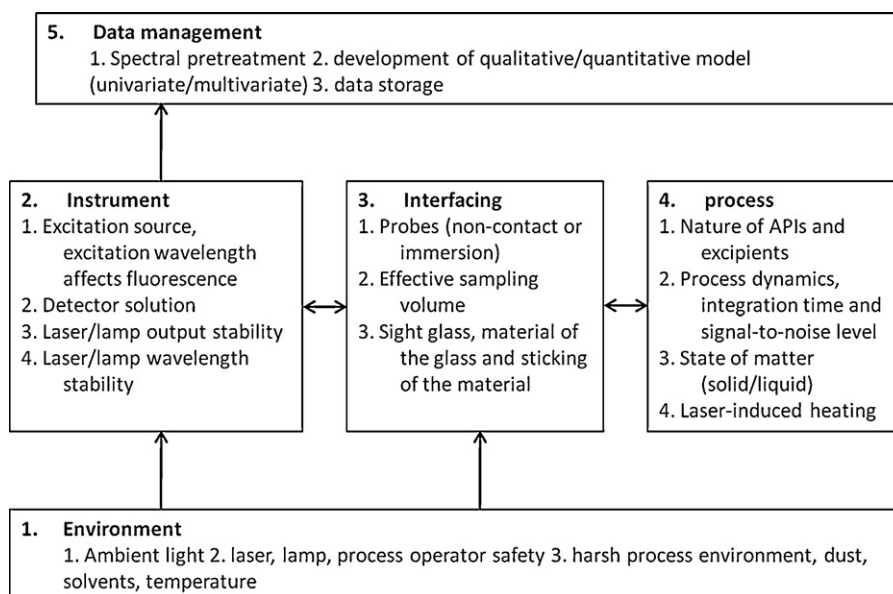 5. Data management
1. Spectral pretreatment 2. development of qualitative/quantitative model
(univariate/multivariate) 3. data storage
2. Instrument
1. Excitation source,
excitation wavelength
affects fluorescence
2. Detector solution
3. Laser/lamp output stability
4. Laser/lamp wavelength
stability
3. Interfacing
1. Probes (non-contact or
immersion)
2. Effective sampling
volume
3. Sight glass, material of
the glass and sticking
of the material
4. process
1. Nature of APIs and
excipients
2. Process dynamics,
integration time and
signal-to-noise level
3. State of matter
(solid/liquid)
4. Laser-induced heating
1. Environment
1. Ambient light 2. laser, lamp, process operator safety 3. harsh process environment, dust,
solvents, temperature